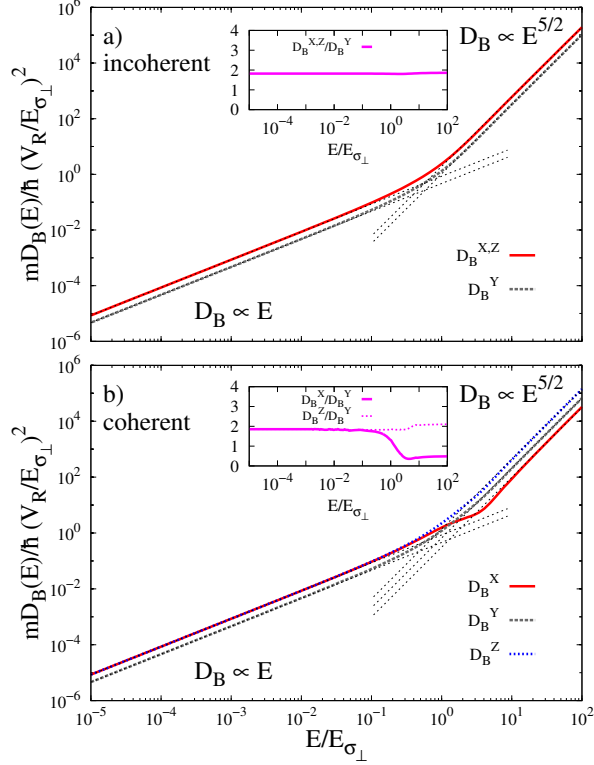 a)
incoherent
D_B^{X,Z}/D_B^Y
4
3
2
1
0
10^{-4}
10^{-2}
10^0
10^2
E/E_{σ⊥}
D_B ∝ E^{5/2}
10^6
10^4
10^2
10^0
10^{-2}
10^{-4}
10^{-6}
mD_B(E)/ħ (V_R/E_{σ⊥})^2
D_B^{X,Z}
D_B^Y
D_B ∝ E
b)
coherent
D_B^X/D_B^Y
D_B^Z/D_B^Y
4
3
2
1
0
10^{-4}
10^{-2}
10^0
10^2
E/E_{σ⊥}
D_B ∝ E^{5/2}
10^6
10^4
10^2
10^0
10^{-2}
10^{-4}
10^{-6}
mD_B(E)/ħ (V_R/E_{σ⊥})^2
D_B^X
D_B^Y
D_B^Z
D_B ∝ E
10^{-5}
10^{-4}
10^{-3}
10^{-2}
10^{-1}
10^0
10^1
10^2
E/E_{σ⊥}